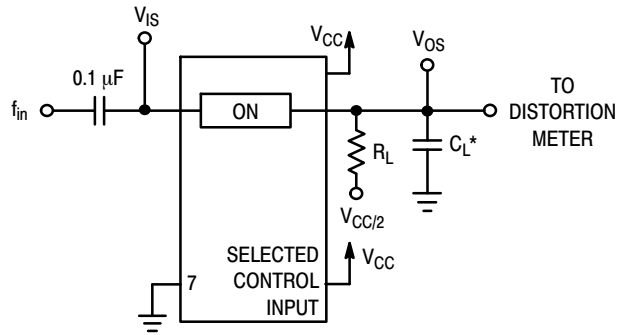 V_IS
V_CC
V_OS
0.1 μF
f_in
ON
TO
DISTORTION
METER
R_L
C_L*
V_CC/2
SELECTED
CONTROL
INPUT
V_CC
7